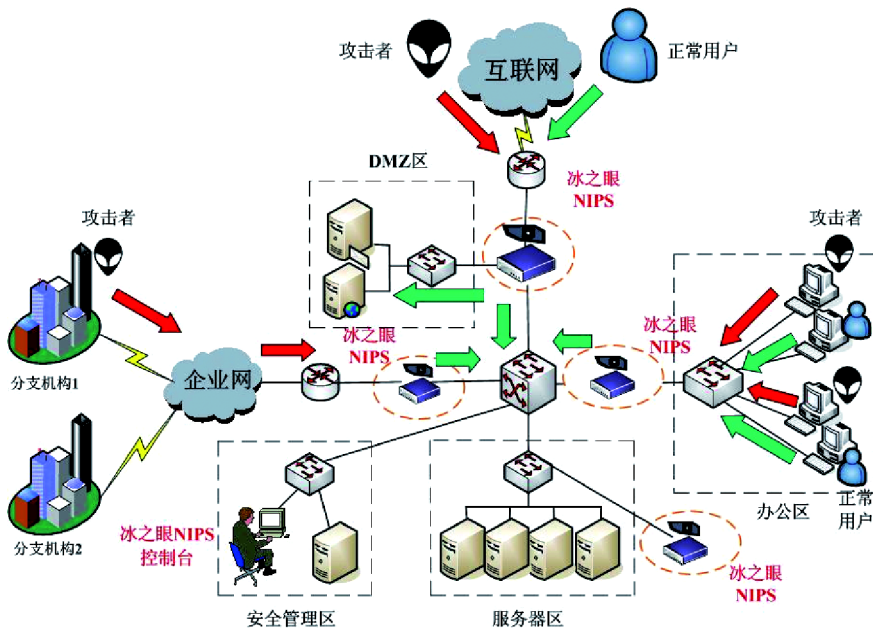 攻击者
互联网
正常用户
DMZ区
冰之眼
NIPS
攻击者
攻击者
冰之眼
NIPS
冰之眼
NIPS
分支机构1
企业网
办公区
正常
用户
分支机构2
冰之眼NIPS
控制台
冰之眼
NIPS
安全管理区
服务器区